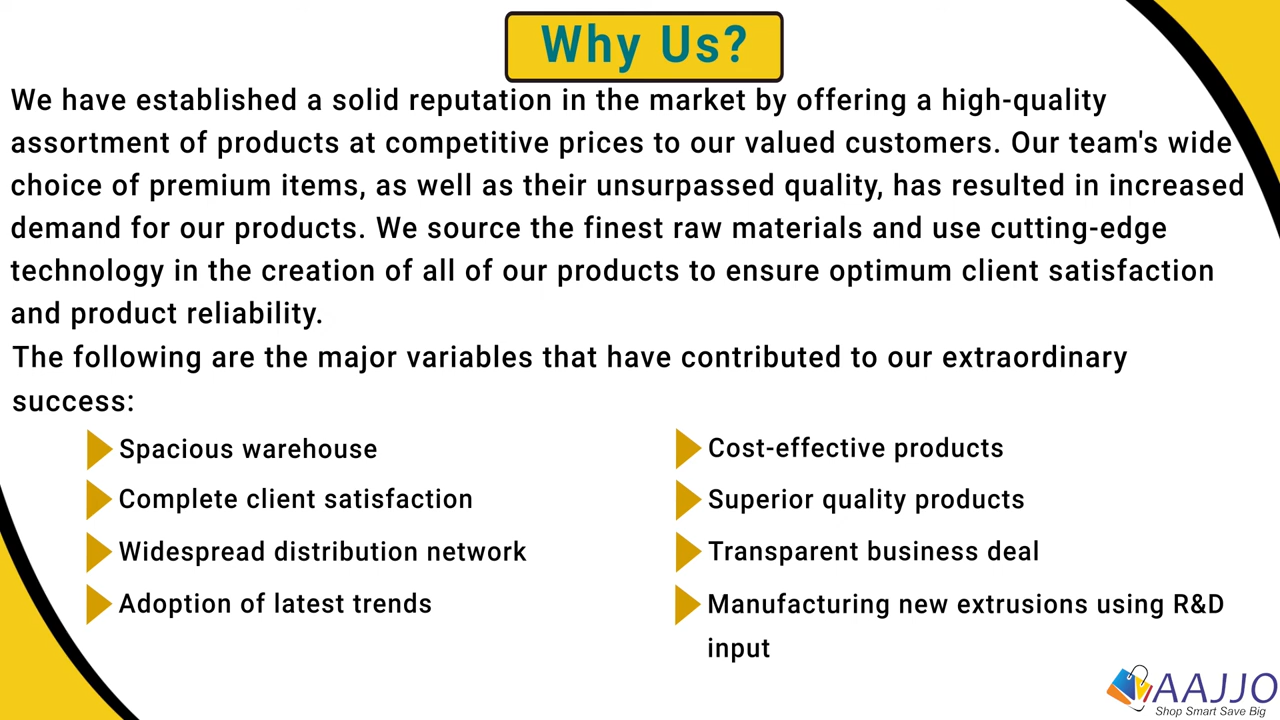 Why Us?
We have established a solid reputation in the market by offering a high-quality
assortment of products at competitive prices to our valued customers. Our team's wide
choice of premium items, as well as their unsurpassed quality, has resulted in increased
demand for our products. We source the finest raw materials and use cutting-edge
technology in the creation of all of our products to ensure optimum client satisfaction
and product reliability.
The following are the major variables that have contributed to our extraordinary
success:
Spacious warehouse
Complete client satisfaction
Widespread distribution network
Adoption of latest trends
Cost-effective products
Superior quality products
Transparent business deal
Manufacturing new extrusions using R&D
input
AAJJO
Shop Smart Save Big